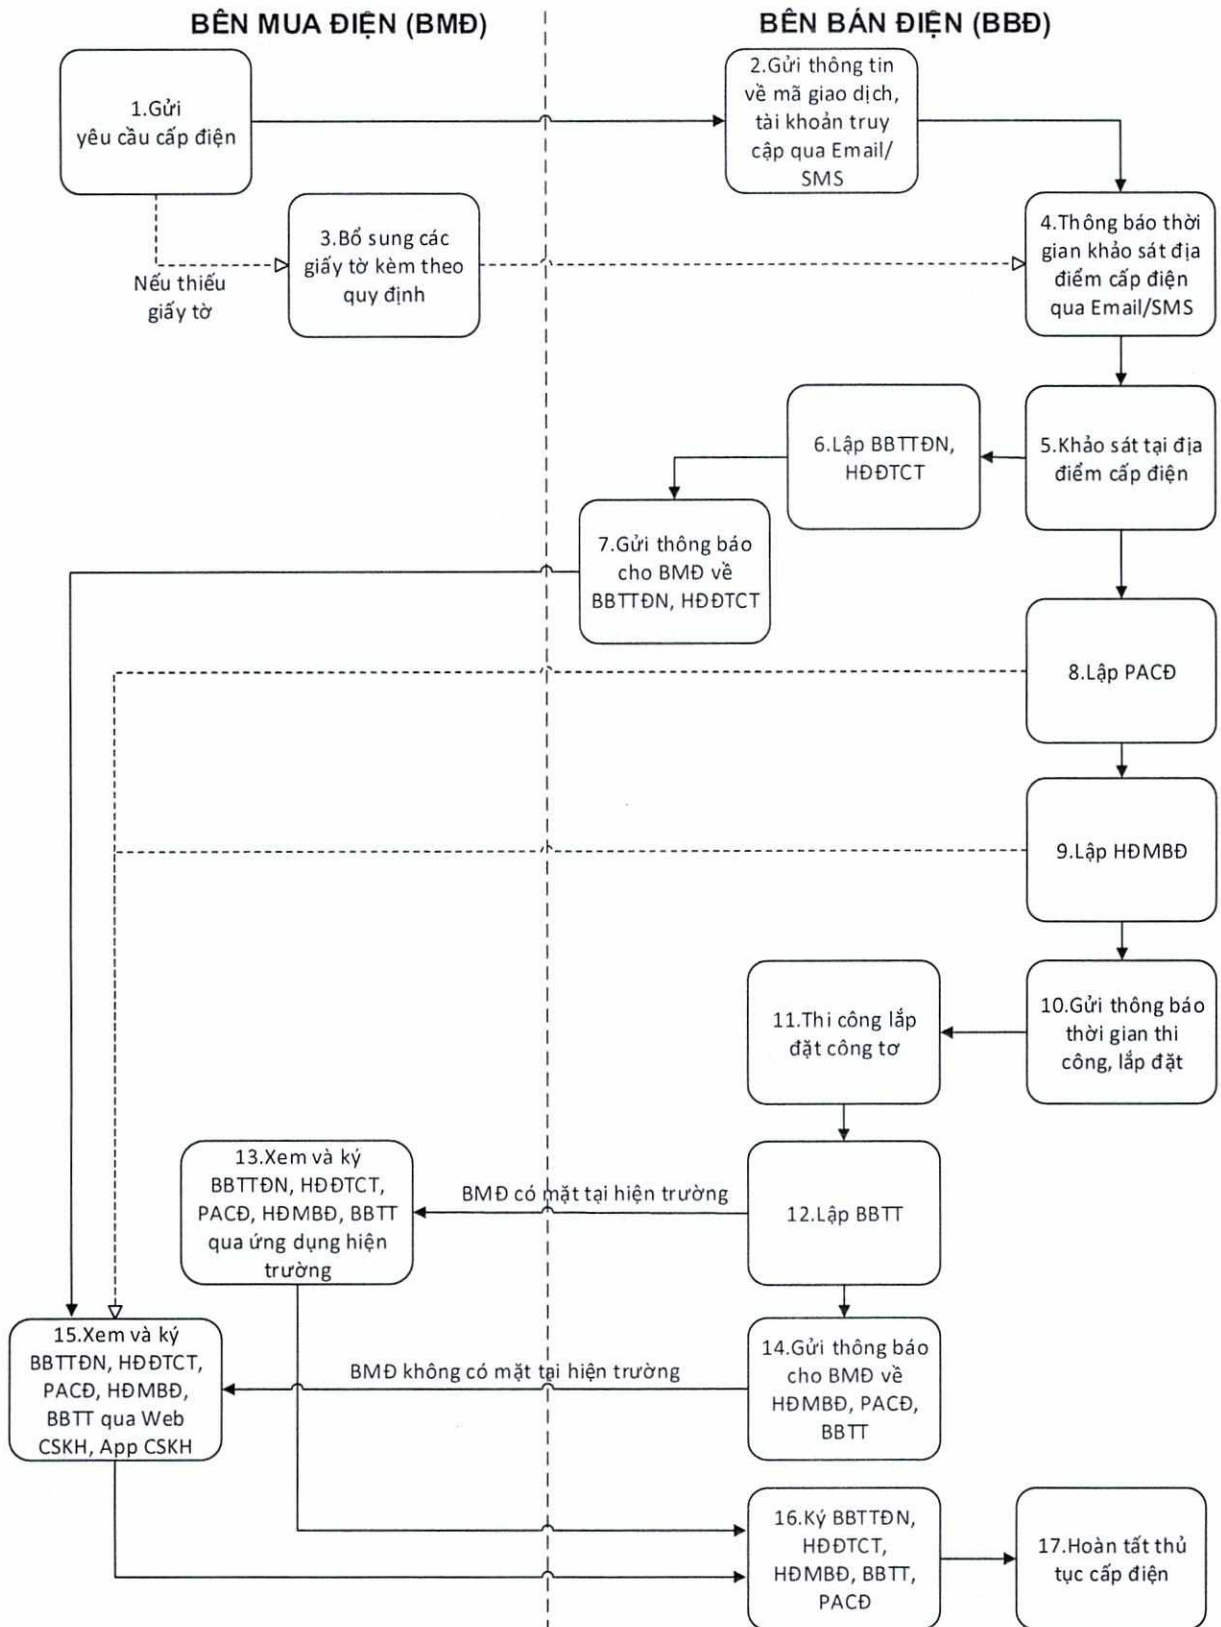 BÊN MUA ĐIỆN (BMĐ)
BÊN BÁN ĐIỆN (BBĐ)
1.Gửi
yêu cầu cấp điện
2.Gửi thông tin
về mã giao dịch,
tài khoản truy
cập qua Email/
SMS
Nếu thiếu
giấy tờ
3.Bổ sung các
giấy tờ kèm theo
quy định
4.Thông báo thời
gian khảo sát địa
điểm cấp điện
qua Email/SMS
5.Khảo sát tại địa
điểm cấp điện
6.Lập BBTTĐN,
HĐĐTCT
7.Gửi thông báo
cho BMĐ về
BBTTĐN, HĐĐTCT
8.Lập PACĐ
9.Lập HĐMBĐ
10.Gửi thông báo
thời gian thi
công, lắp đặt
11.Thi công lắp
đặt công tơ
12.Lập BBTT
BMĐ có mặt tại hiện trường
13.Xem và ký
BBTTĐN, HĐĐTCT,
PACĐ, HĐMBĐ, BBTT
qua ứng dụng hiện
trường
14.Gửi thông báo
cho BMĐ về
HĐMBĐ, PACĐ,
BBTT
BMĐ không có mặt tại hiện trường
15.Xem và ký
BBTTĐN, HĐĐTCT,
PACĐ, HĐMBĐ,
BBTT qua Web
CSKH, App CSKH
16.Ký BBTTĐN,
HĐĐTCT,
HĐMBĐ, BBTT,
PACĐ
17.Hoàn tất thủ
tục cấp điện